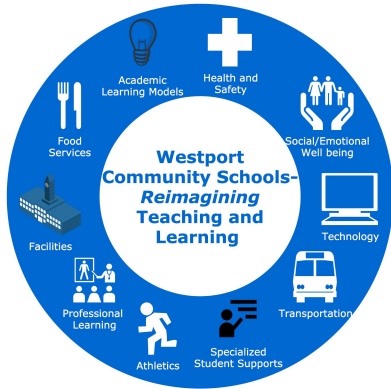 Academic
Learning Models
Health and
Safety
Social/Emotional
Well being
Technology
Transportation
Specialized
Student Supports
Athletics
Professional
Learning
Facilities
Food
Services
Westport
Community Schools-
Reimagining
Teaching and
Learning